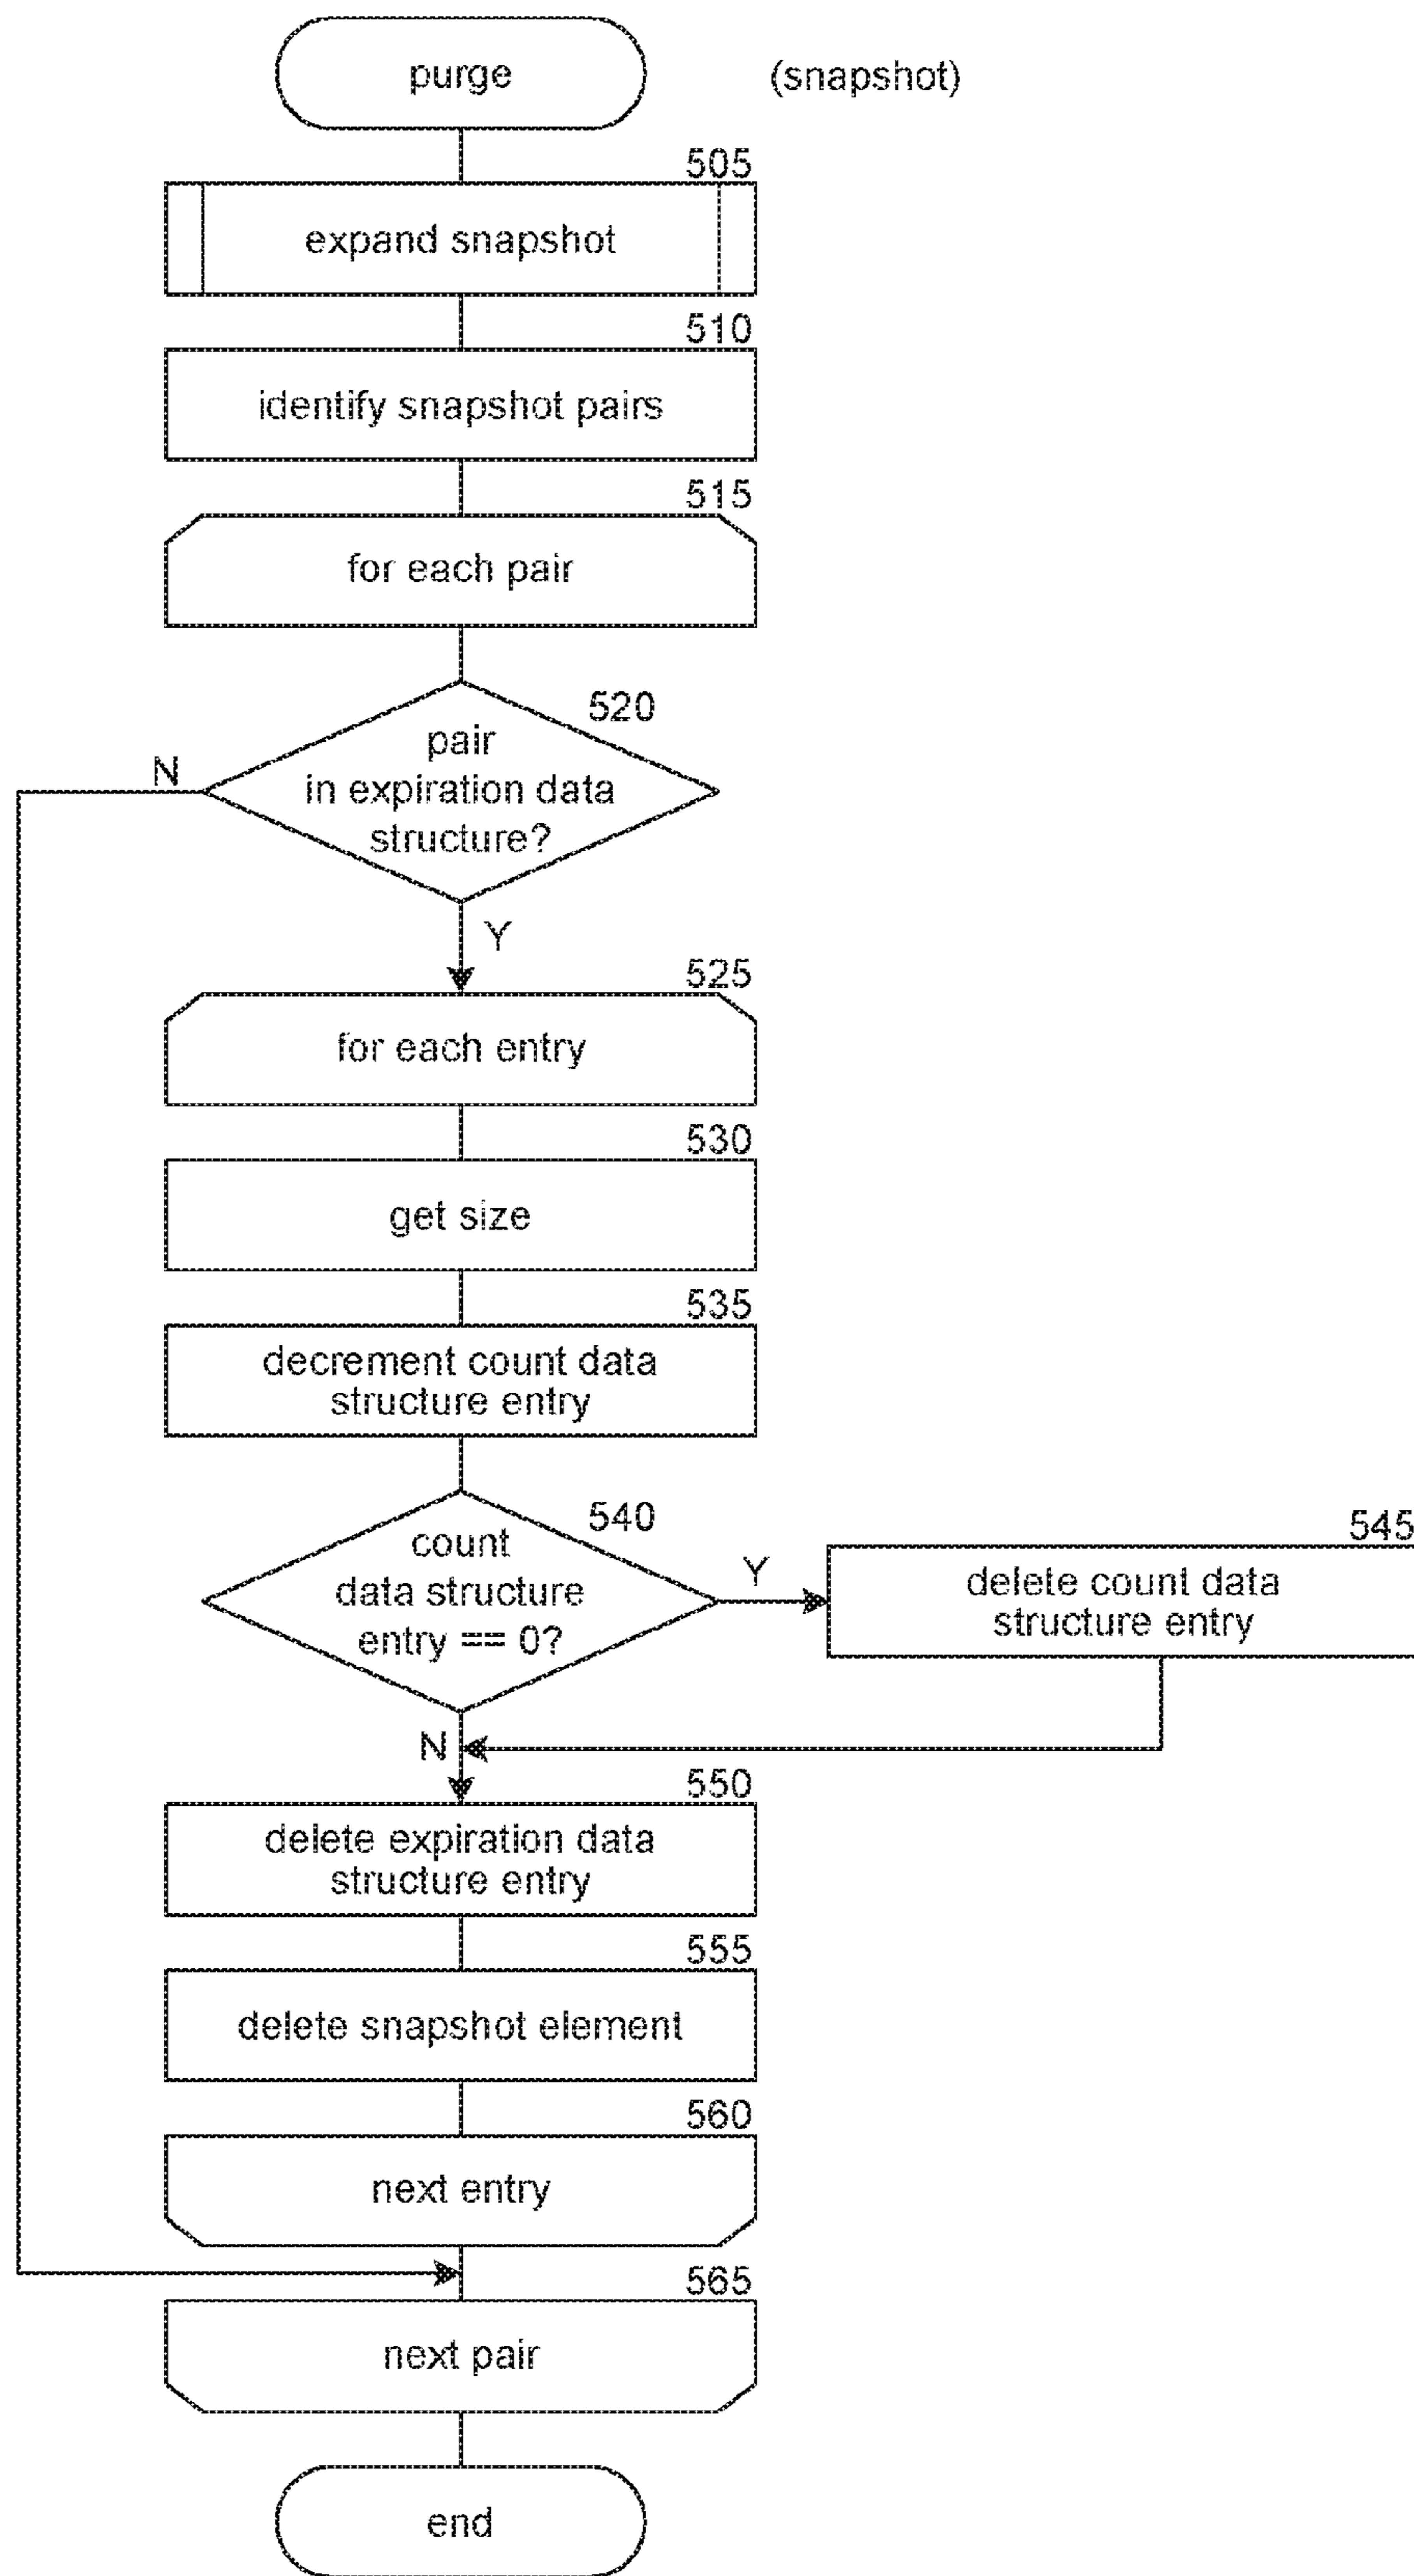 purge
(snapshot)
505
expand snapshot
510
identify snapshot pairs
515
for each pair
520
pair
in expiration data
structure?
N
Y
525
for each entry
530
get size
535
decrement count data
structure entry
540
count
data structure
entry == 0?
Y
545
delete count data
structure entry
N
550
delete expiration data
structure entry
555
delete snapshot element
560
next entry
565
next pair
end